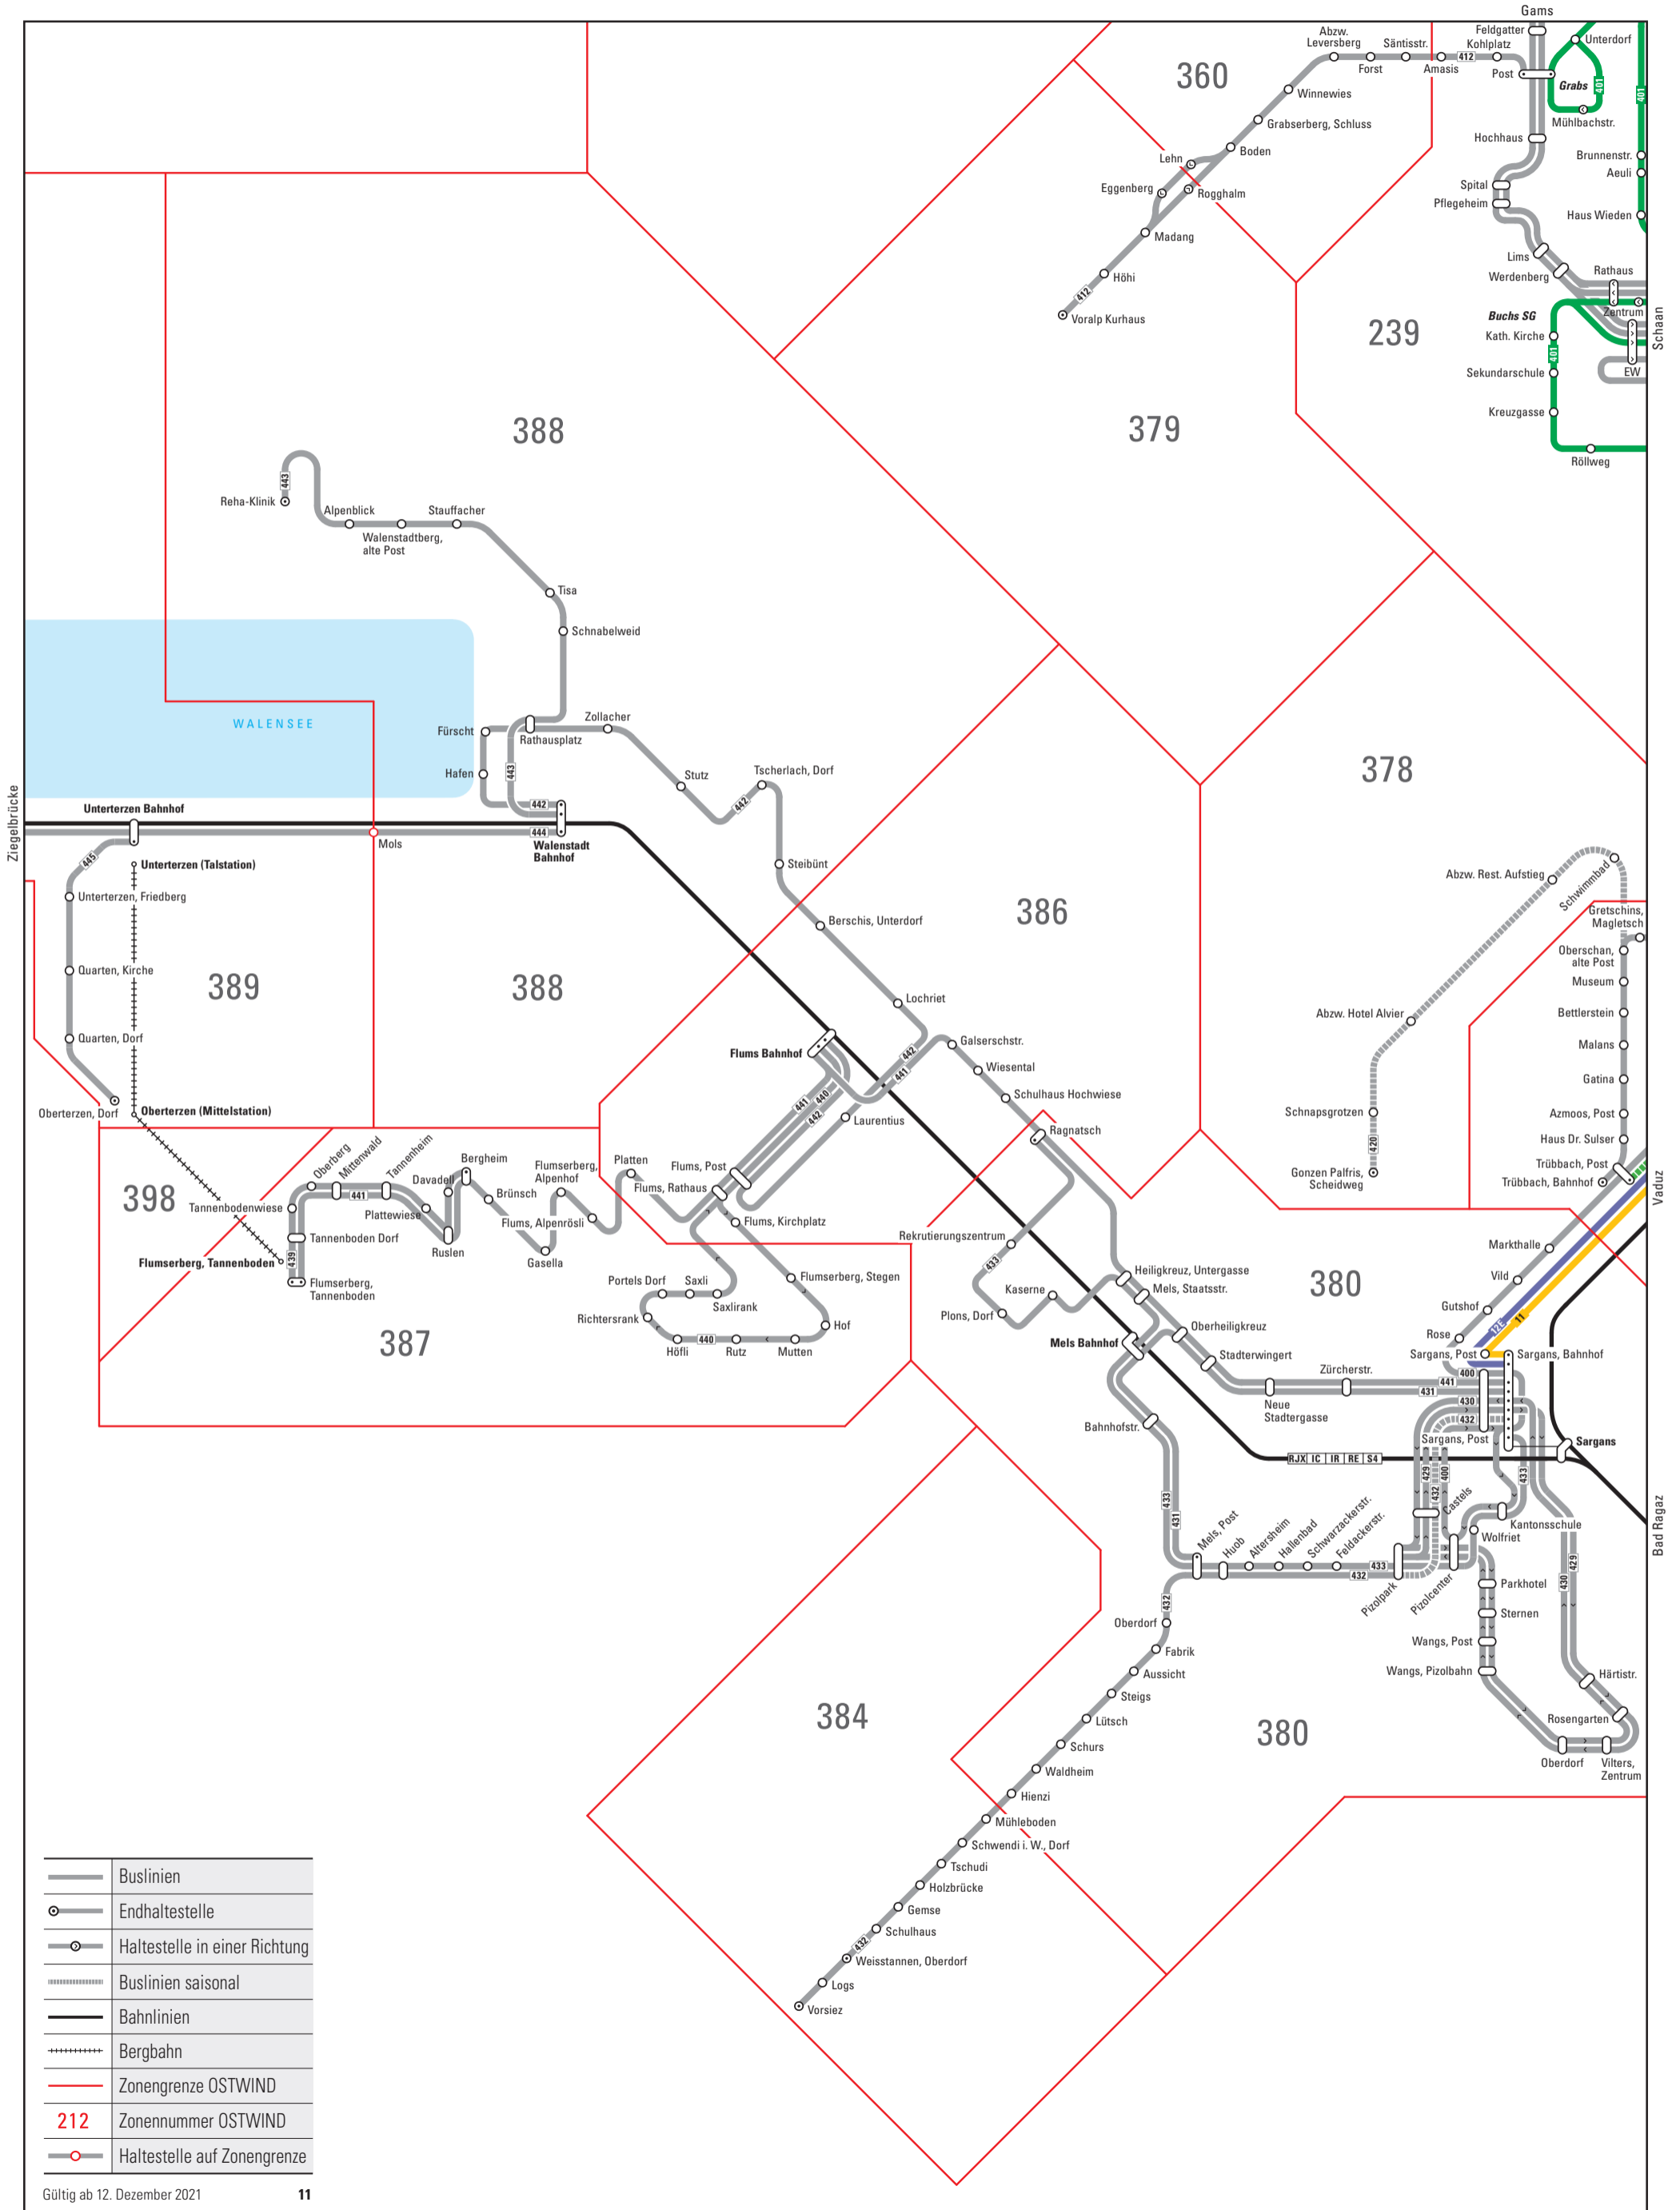 Gams
Feldgatter
Kohlplatz
412
Amasis
Säntisstr.
Forst
Abzw.
Leversberg
360
Winnewies
Grabserberg, Schluss
Boden
Lehn
Eggenberg
Rogghalm
Madang
Höhi
412
Voralp Kurhaus
Post
Unterdorf
Grabs
401
401
Mühlbachstr.
Hochhaus
Brunnenstr.
Aeuli
Spital
Pflegeheim
Haus Wieden
Lims
Werdenberg
Rathaus
Zentrum
Buchs SG
Kath. Kirche
401
EW
Sekundarschule
Kreuzgasse
Röllweg
Schaan
239
379
388
443
Reha-Klinik
Alpenblick
Walenstadtberg,
alte Post
Stauffacher
Tisa
Schnabelweid
WALENSEE
Fürscht
Rathausplatz
Zollacher
Hafen
443
442
Stutz
442
Tscherlach, Dorf
Steibünt
Ziegelbrücke
Unterterzen Bahnhof
Mols
444
Walenstadt
Bahnhof
445
Unterterzen (Talstation)
Unterterzen, Friedberg
Quarten, Kirche
389
388
Quarten, Dorf
Oberterzen, Dorf
Oberterzen (Mittelstation)
Berschis, Unterdorf
386
378
Lochriet
Flums Bahnhof
442
441
441
440
442
Galserschstr.
Wiesental
Schulhaus Hochwiese
Laurentius
Ragnatsch
Abzw. Rest. Aufstieg
Schwimmbad
Gretschins,
Magletsch
Oberschan,
alte Post
Museum
Bettlerstein
Abzw. Hotel Alvier
Malans
Gatina
Schnapsgrotzen
Azmoos, Post
420
Haus Dr. Sulser
Gonzen Palfris,
Scheidweg
Trübbach, Post
Trübbach, Bahnhof
Vaduz
398
Tannenbodenwiese
Oberberg
Mittenwald
441
Tannenheim
Plattewiese
Davadell
Ruslen
Bergheim
Brünsch
Gasella
Flumserberg,
Alpenhof
Flums, Alpenrösli
Platten
Flums, Post
Flums, Rathaus
Flums, Kirchplatz
Tannenboden Dorf
Flumserberg, Tannenboden
439
Flumserberg,
Tannenboden
387
Portels Dorf
Saxli
Saxlirank
Flumserberg, Stegen
Richtersrank
Hof
Höfli
440
Rutz
Mutten
Rekrutierungszentrum
433
Kaserne
Plons, Dorf
Heiligkreuz, Untergasse
Mels, Staatsstr.
Mels Bahnhof
Oberheiligkreuz
Stadterwingert
380
Markthalle
Vild
Gutshof
Rose
12E
11
Sargans, Post
Sargans, Bahnhof
Zürcherstr.
Neue
Stadtergasse
400
441
431
430
432
Sargans, Post
Sargans
Bahnhofstr.
RJX IC IR RE S4
429
432
400
433
Castels
Kantonsschule
Wolfriet
Bad Ragaz
433
431
Mels, Post
Huob
Altersheim
Hallenbad
Schwarzackerstr.
Feldackerstr.
433
432
Pizolpark
Pizolcenter
Parkhotel
430
429
Sternen
Wangs, Post
Wangs, Pizolbahn
Härtistr.
Rosengarten
Oberdorf
Vilters,
Zentrum
432
Oberdorf
Fabrik
Aussicht
Steigs
Lütsch
Schurs
Waldheim
Hienzi
Mühleboden
Schwendi i. W., Dorf
Tschudi
Holzbrücke
Gemse
Schulhaus
432
Weisstannen, Oberdorf
Logs
Vorsiez
384
380
Buslinien
Endhaltestelle
Haltestelle in einer Richtung
Buslinien saisonal
Bahnlinien
Bergbahn
Zonengrenze OSTWIND
212 Zonennummer OSTWIND
Haltestelle auf Zonengrenze
Gültig ab 12. Dezember 2021 11